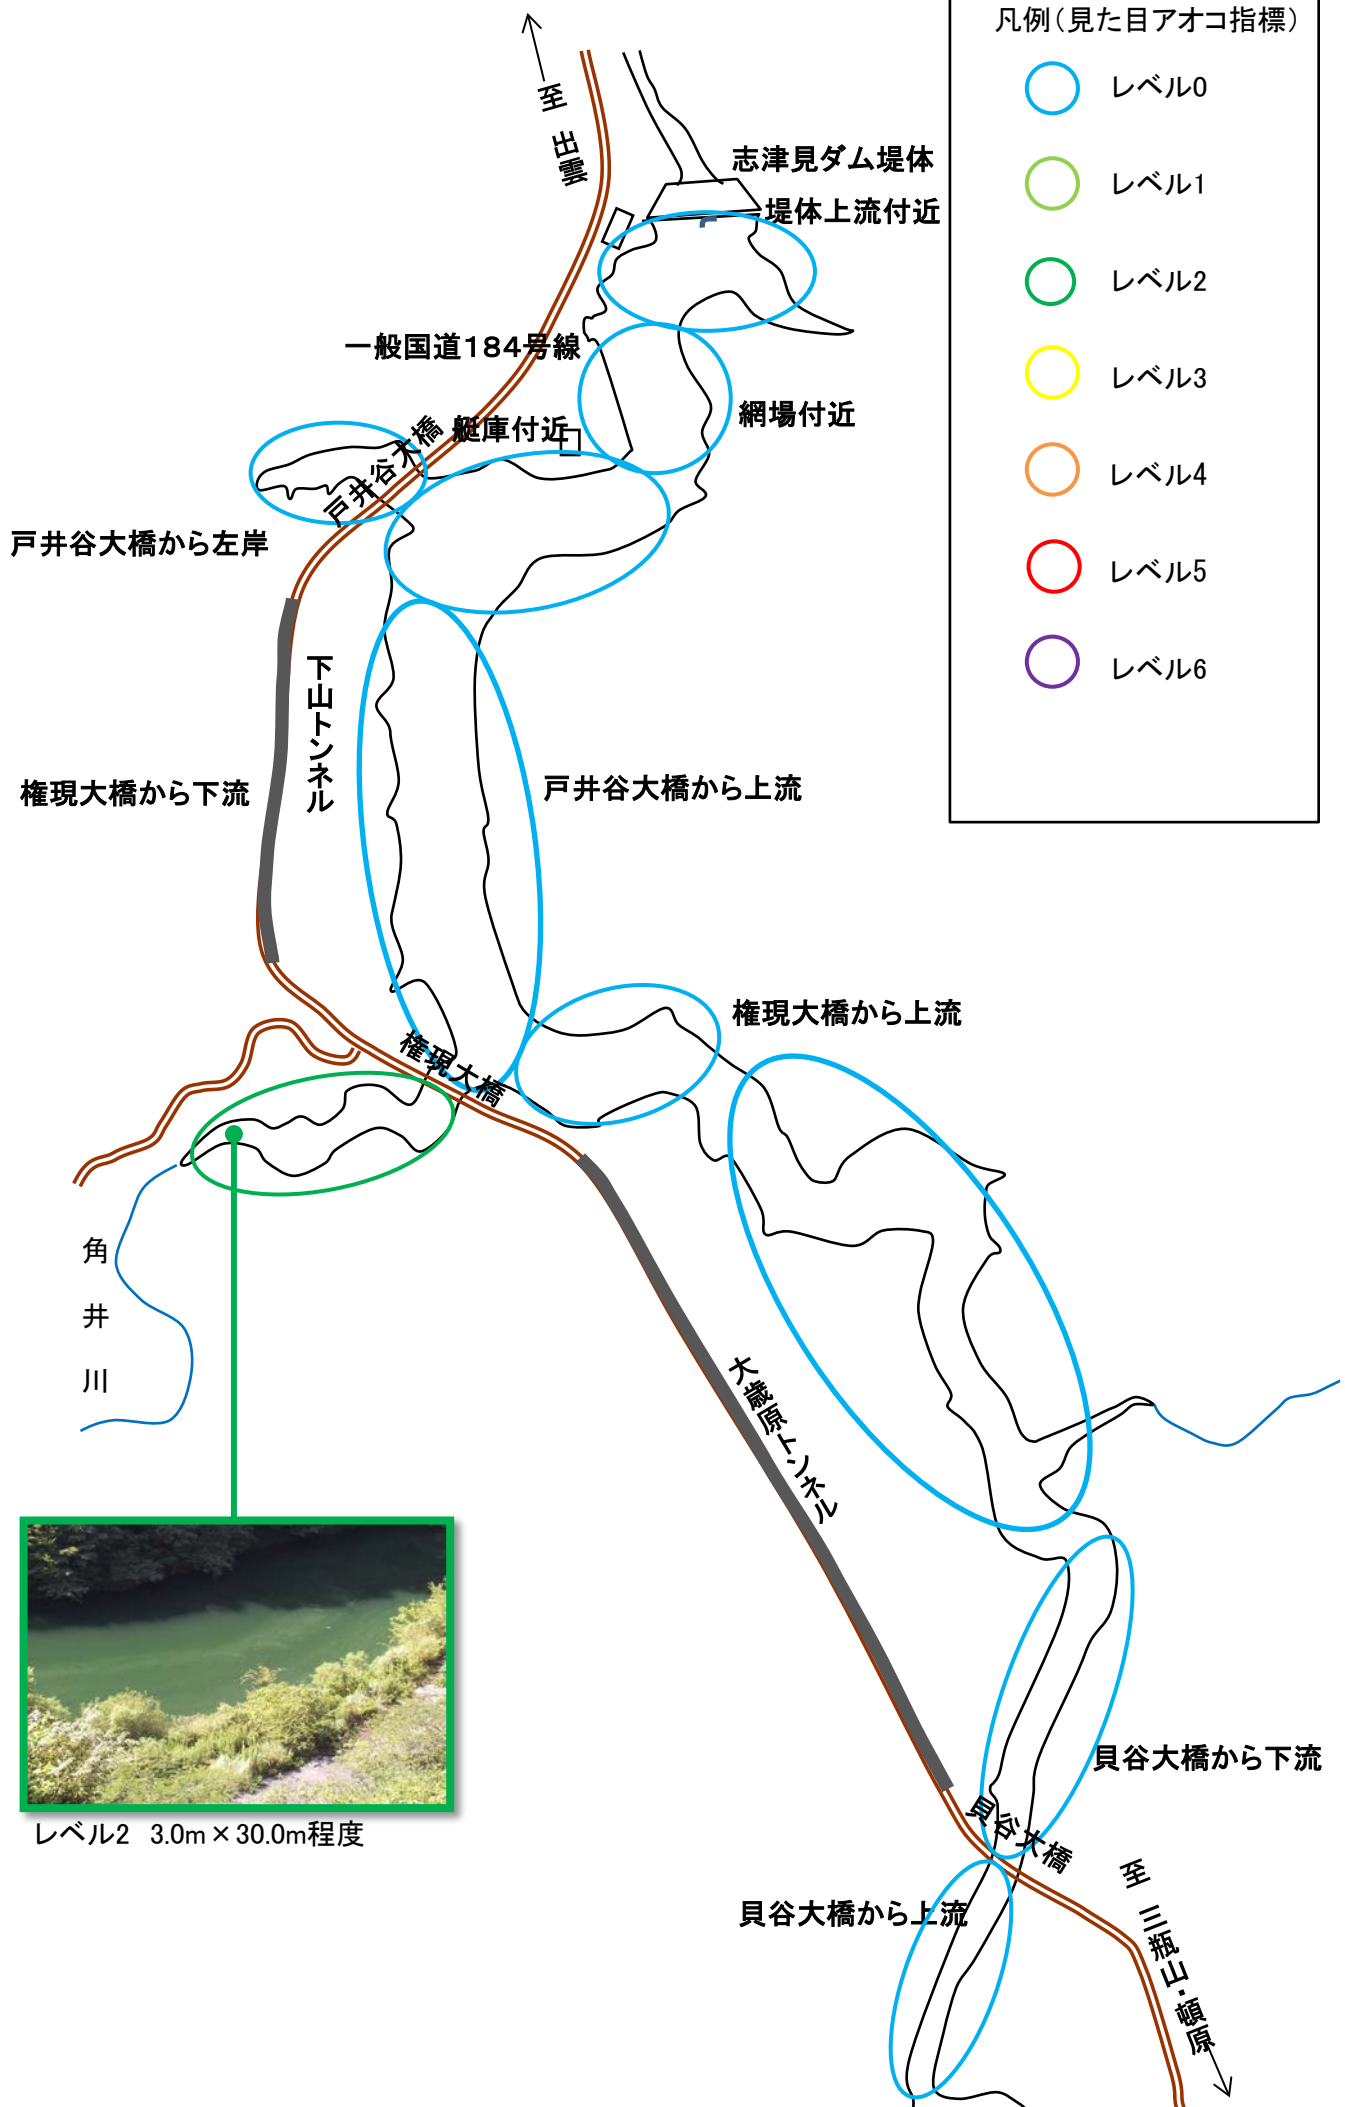 凡例(見た目アオコ指標)
レベル0
レベル1
レベル2
レベル3
レベル4
レベル5
レベル6
至 出雲
志津見ダム堤体
堤体上流付近
一般国道184号線
網場付近
艇庫付近
戸井谷大橋
戸井谷大橋から左岸
下山トンネル
権現大橋から下流
戸井谷大橋から上流
権現大橋から上流
権現大橋
角井川
大歳原トンネル
レベル2 3.0m×30.0m程度
貝谷大橋から下流
貝谷大橋
貝谷大橋から上流
至 三瓶山・頓原